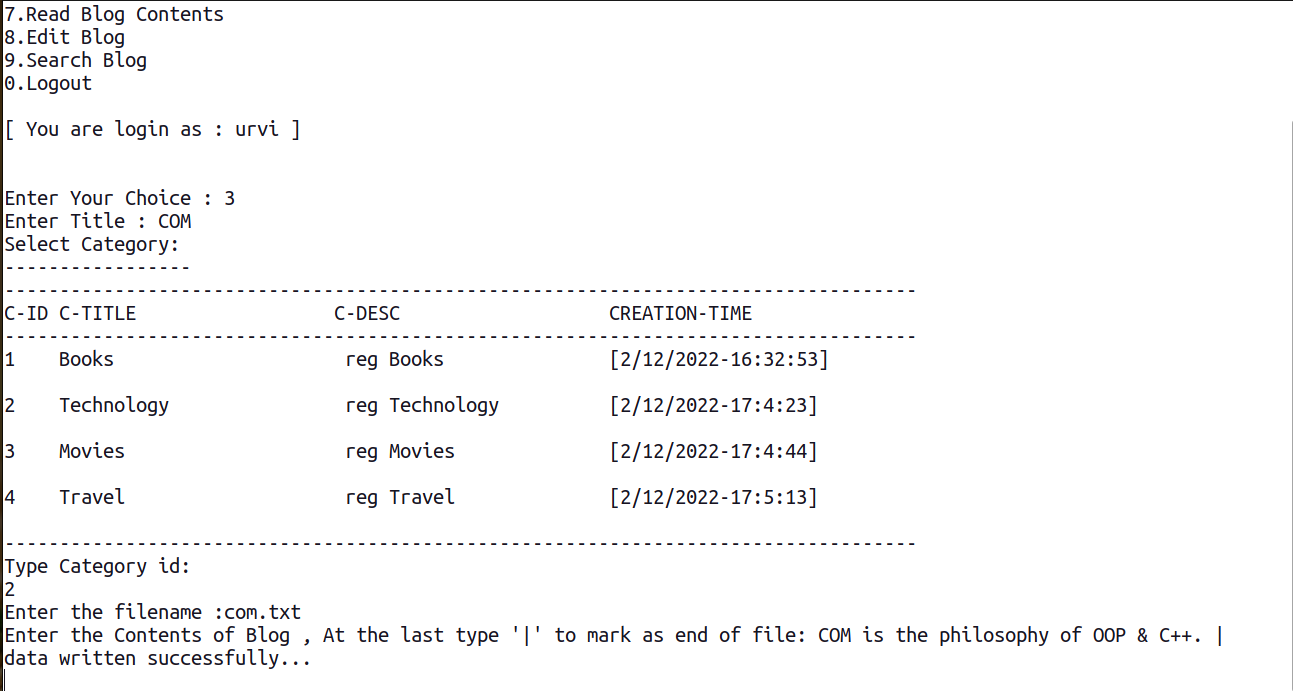 7.Read Blog Contents
8.Edit Blog
9.Search Blog
0.Logout
[ You are login as : urvi ]
Enter Your Choice : 3
Enter Title : COM
Select Category:
-----------------
-----------------------------------------------------------------------------------
C-ID C-TITLE                  C-DESC                   CREATION-TIME
-----------------------------------------------------------------------------------
1    Books                     reg Books               [2/12/2022-16:32:53]
2    Technology                reg Technology          [2/12/2022-17:4:23]
3    Movies                    reg Movies              [2/12/2022-17:4:44]
4    Travel                    reg Travel              [2/12/2022-17:5:13]
-----------------------------------------------------------------------------------
Type Category id:
2
Enter the filename :com.txt
Enter the Contents of Blog , At the last type '|' to mark as end of file: COM is the philosophy of OOP & C++. |
data written successfully...